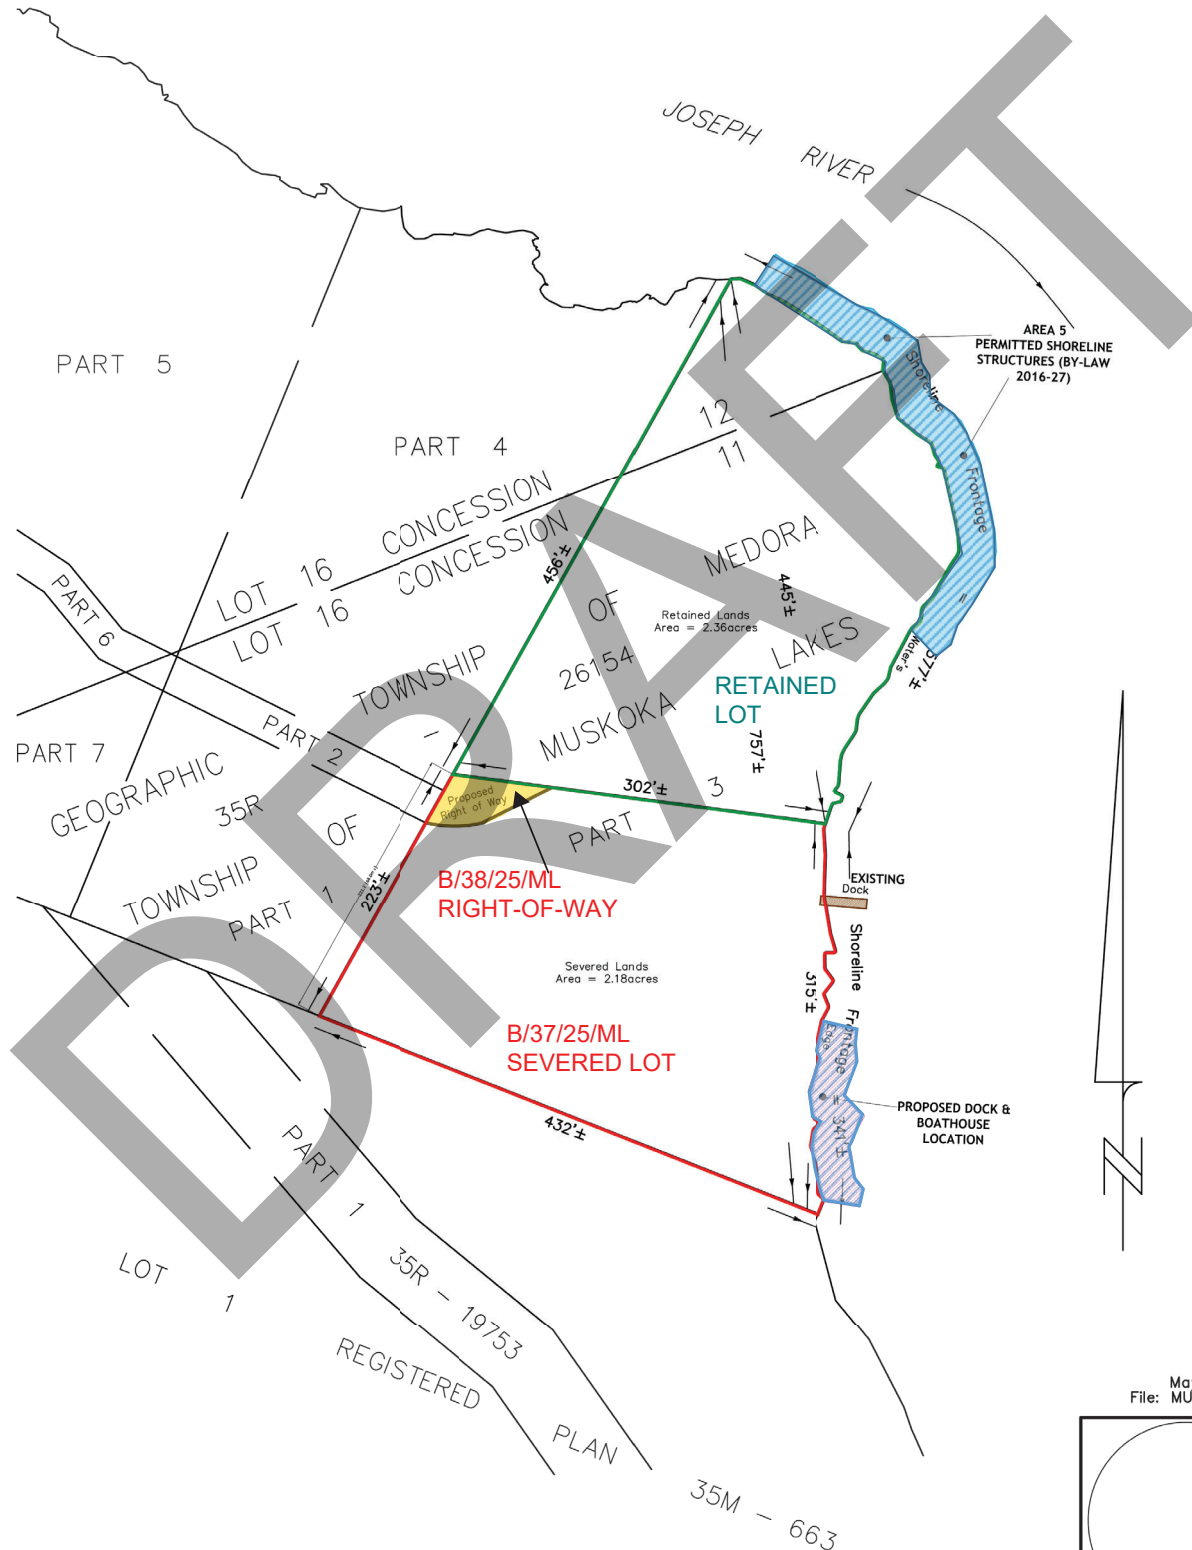 JOSEPH RIVER
AREA 5
PERMITTED SHORELINE
STRUCTURES (BY-LAW
2016-27)
PART 5
PART 4
12
11
CONCESSION
CONCESSION
LOT 16
LOT 16
Shoreline Frontage =
677'±
Water's
456'±
445'±
MEDORA
OF
Retained Lands
Area = 2.36acres
LAKES
26154
TOWNSHIP
MUSKOKA
RETAINED
LOT
757'±
PART 6
PART 2
PART 7
GEOGRAPHIC
35R
OF
TOWNSHIP
PART 1
302'±
PART 3
Proposed
Right of Way
223'±
B/38/25/ML
RIGHT-OF-WAY
EXISTING
Dock
Shoreline Frontage = 341'±
315'±
Edge
Severed Lands
Area = 2.18acres
B/37/25/ML
SEVERED LOT
PROPOSED DOCK &
BOATHOUSE
LOCATION
432'±
PART 1
35R - 19753
LOT 1
REGISTERED PLAN 35M - 663
N
DRAFT
File: MU